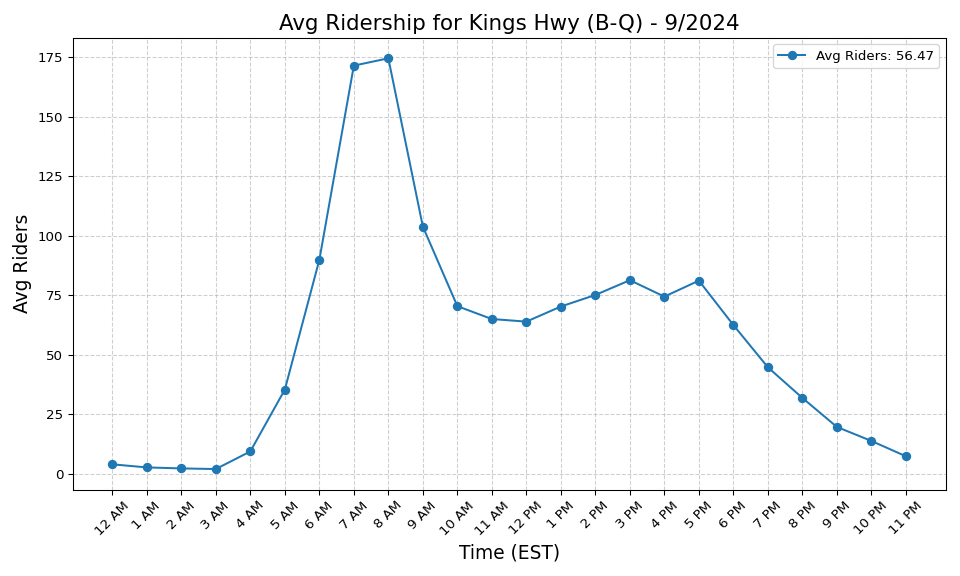 Avg Ridership for Kings Hwy (B-Q) - 9/2024
Avg Riders: 56.47
Avg Riders
175
150
125
100
75
50
25
0
12 AM
1 AM
2 AM
3 AM
4 AM
5 AM
6 AM
7 AM
8 AM
9 AM
10 AM
11 AM
12 PM
1 PM
2 PM
3 PM
4 PM
5 PM
6 PM
7 PM
8 PM
9 PM
10 PM
11 PM
Time (EST)